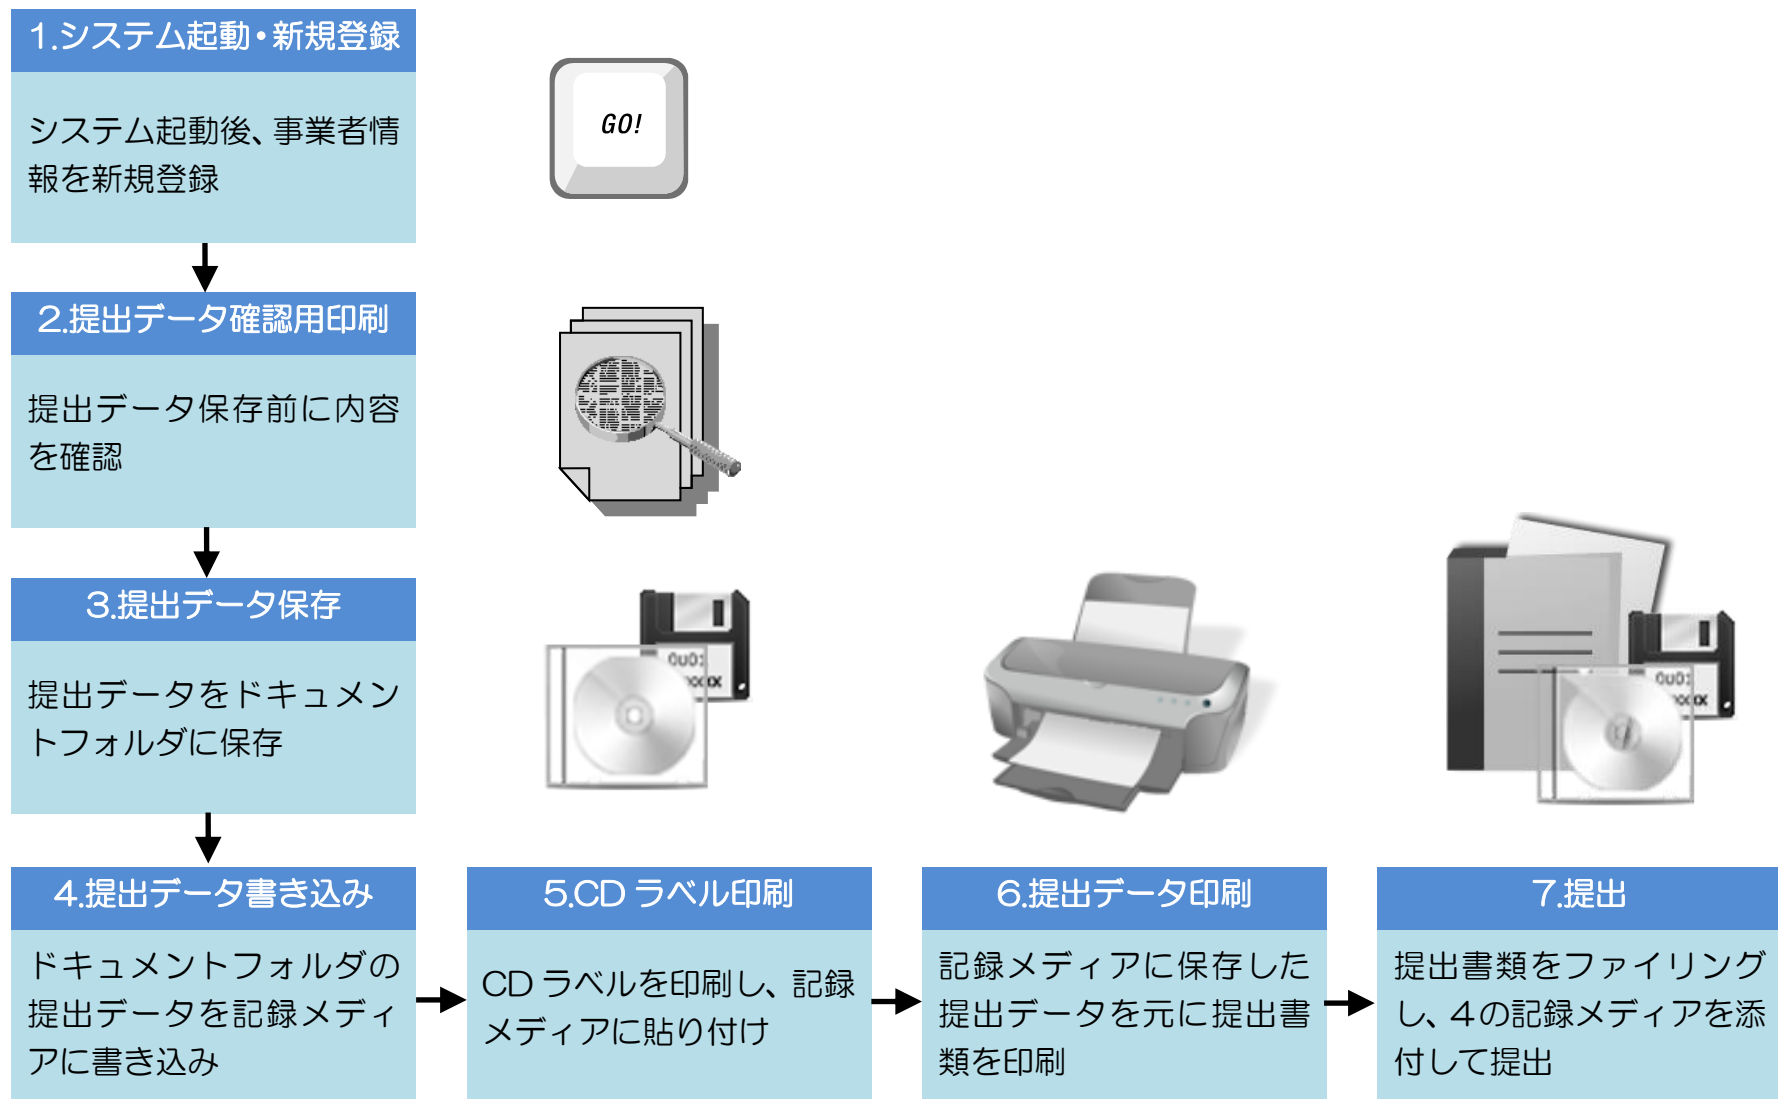 1.システム起動・新規登録
システム起動後、事業者情
報を新規登録
GO!
2.提出データ確認用印刷
提出データ保存前に内容
を確認
3.提出データ保存
提出データをドキュメン
トフォルダに保存
4.提出データ書き込み
ドキュメントフォルダの
提出データを記録メディ
アに書き込み
5.CD ラベル印刷
CD ラベルを印刷し、記録
メディアに貼り付け
6.提出データ印刷
記録メディアに保存した
提出データを元に提出書
類を印刷
7.提出
提出書類をファイリング
し、4の記録メディアを添
付して提出